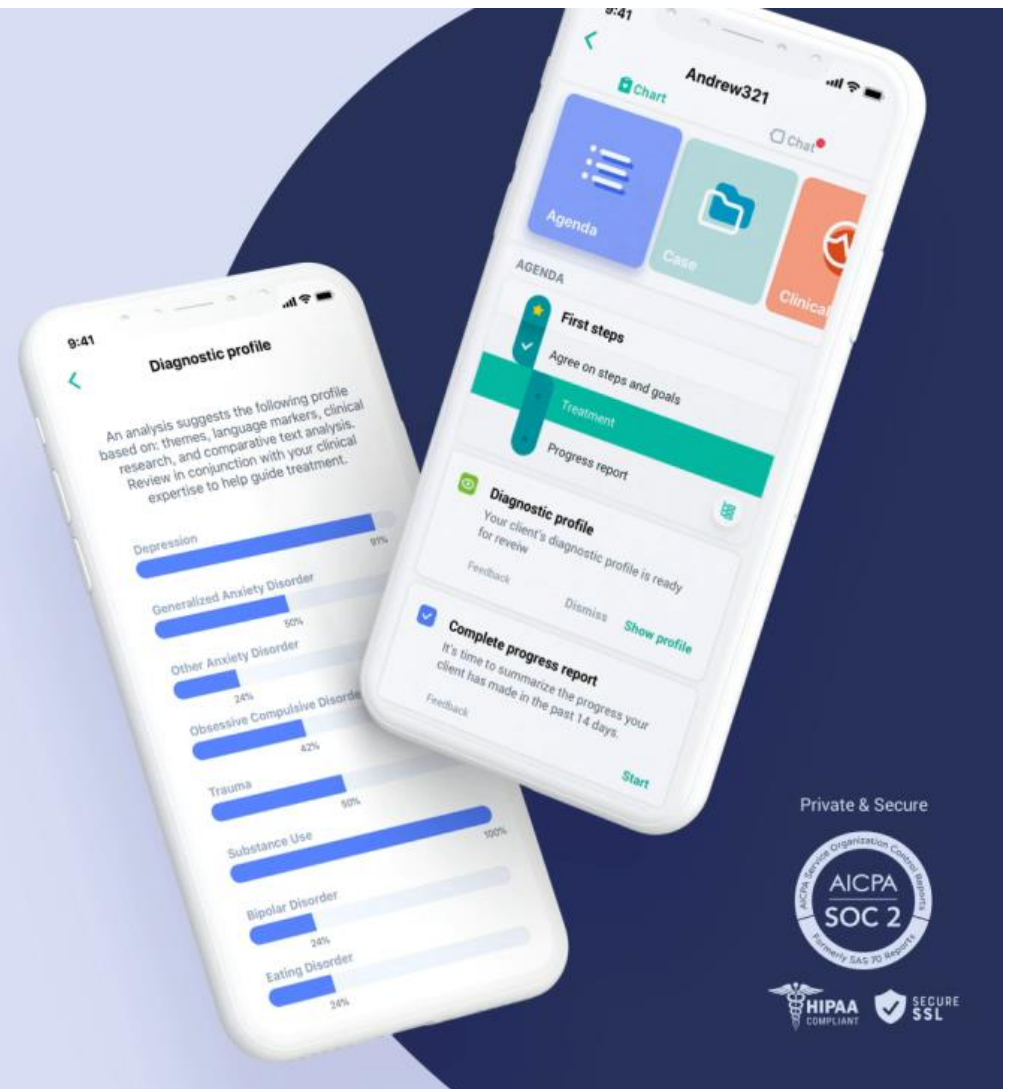 9:41
Diagnostic profile
An analysis suggests the following profile
based on: themes, language markers, clinical
research, and comparative text analysis.
Review in conjunction with your clinical
expertise to help guide treatment.
Depression
91%
Generalized Anxiety Disorder
50%
Other Anxiety Disorder
24%
Obsessive Compulsive Disorde
42%
Trauma
50%
Substance Use
100%
Bipolar Disorder
24%
Eating Disorder
24%
9:41
Andrew321
Chart
Chat
Agenda
Case
Clinical
AGENDA
First steps
Agree on steps and goals
Treatment
Progress report
Diagnostic profile
Your client's diagnostic profile is ready
for reveiw
Feedback
Dismiss
Show profile
Complete progress report
It's time to summarize the progress your
client has made in the past 14 days.
Feedback
Start
Private & Secure
AICPA Service Organization Control Reports
AICPA
SOC 2
Formerly SAS 70 Reports
HIPAA
COMPLIANT
SECURE
SSL